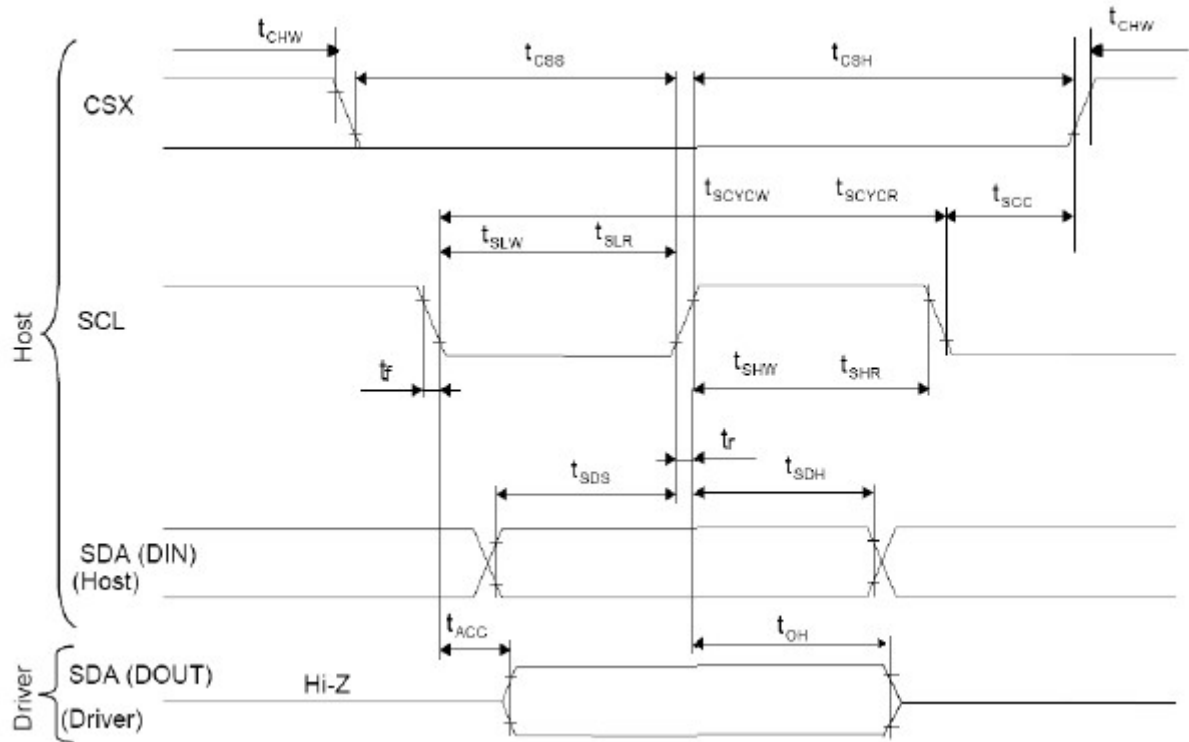 tCHW
tCHW
tCSS
tCSH
CSX
tSCYCW
tSCYCR
tSCC
tSLW
tSLR
Host
SCL
tf
tSHW
tSHR
tr
tSDS
tSDH
SDA (DIN)
(Host)
tACC
tOH
Driver
SDA (DOUT)
Hi-Z
(Driver)